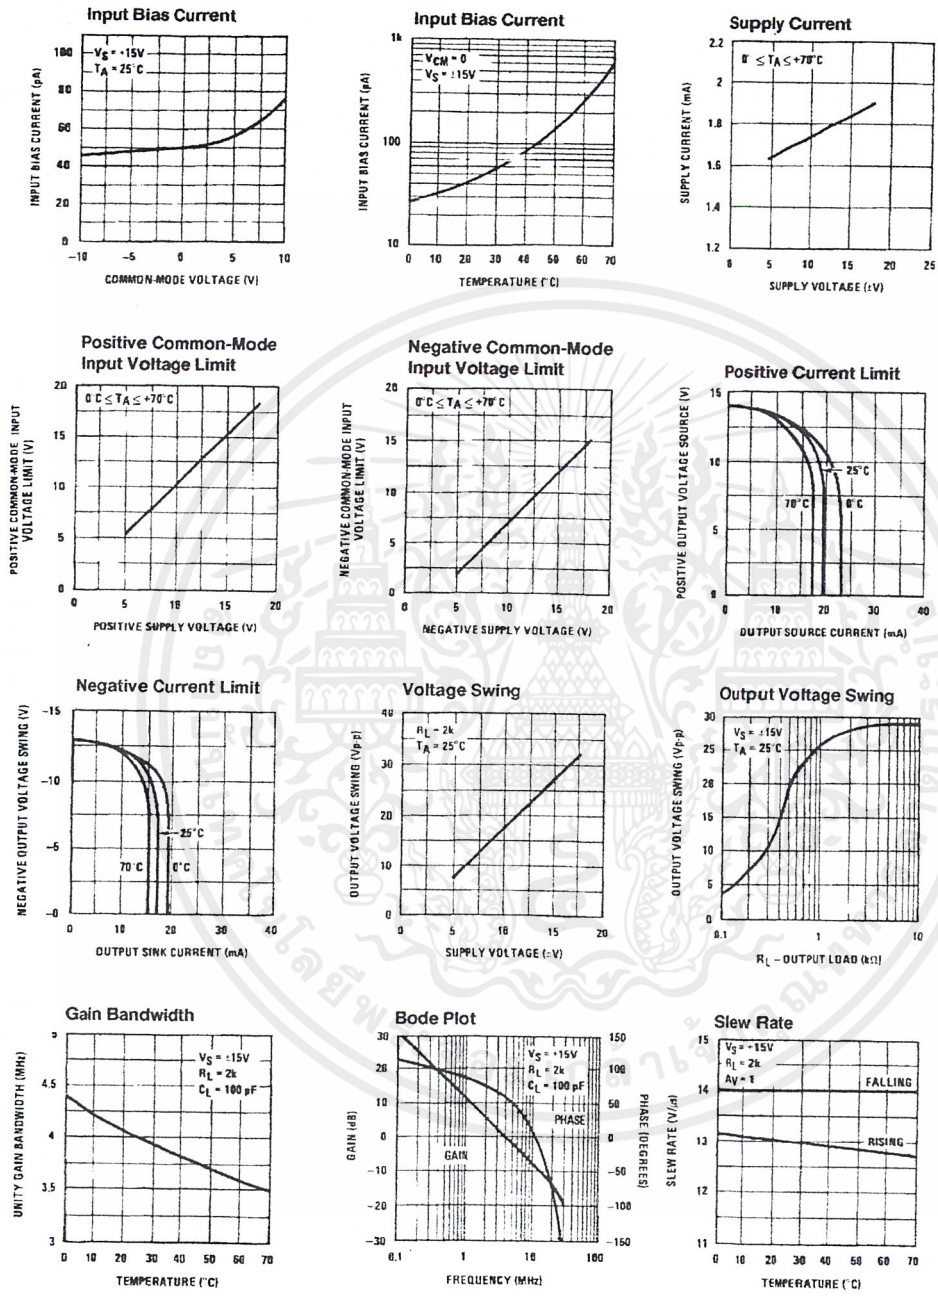 Input Bias Current
INPUT BIAS CURRENT (pA)
VS = ±15V
TA = 25°C
100
80
60
40
20
0
-10 -5 0 5 10
COMMON-MODE VOLTAGE (V)
Input Bias Current
INPUT BIAS CURRENT (pA)
VCM = 0
VS = ±15V
1k
100
10
0 10 20 30 40 50 60 70
TEMPERATURE (°C)
Supply Current
SUPPLY CURRENT (mA)
0° ≤ TA ≤ +70°C
2.2
2.0
1.8
1.6
1.4
1.2
0 5 10 15 20 25
SUPPLY VOLTAGE (±V)
Positive Common-Mode
Input Voltage Limit
POSITIVE COMMON-MODE INPUT
VOLTAGE LIMIT (V)
0°C ≤ TA ≤ +70°C
20
15
10
5
0
0 5 10 15 20
POSITIVE SUPPLY VOLTAGE (V)
Negative Common-Mode
Input Voltage Limit
NEGATIVE COMMON-MODE INPUT
VOLTAGE LIMIT (V)
0°C ≤ TA ≤ +70°C
20
15
10
5
0
0 5 10 15 20
NEGATIVE SUPPLY VOLTAGE (V)
Positive Current Limit
POSITIVE OUTPUT VOLTAGE SOURCE (V)
15
10
5
0
25°C
70°C 0°C
0 10 20 30 40
OUTPUT SOURCE CURRENT (mA)
Negative Current Limit
NEGATIVE OUTPUT VOLTAGE SWING (V)
-15
-10
-5
-0
25°C
70°C 0°C
0 10 20 30 40
OUTPUT SINK CURRENT (mA)
Voltage Swing
OUTPUT VOLTAGE SWING (Vp-p)
RL = 2k
TA = 25°C
40
30
20
10
0
0 5 10 15 20
SUPPLY VOLTAGE (±V)
Output Voltage Swing
OUTPUT VOLTAGE SWING (Vp-p)
VS = ±15V
TA = 25°C
30
25
20
15
10
5
0.1 1 10
RL – OUTPUT LOAD (kΩ)
Gain Bandwidth
UNITY GAIN BANDWIDTH (MHz)
VS = ±15V
RL = 2k
CL = 100 pF
5
4.5
4
3.5
3
0 10 20 30 40 50 60 70
TEMPERATURE (°C)
Bode Plot
GAIN (dB)
VS = ±15V
RL = 2k
CL = 100 pF
PHASE
GAIN
30
20
10
0
-10
-20
-30
150
100
50
0
-50
-100
-150
PHASE (DEGREES)
0.1 1 10 100
FREQUENCY (MHz)
Slew Rate
SLEW RATE (V/µs)
VS = ±15V
RL = 2k
AV = 1
FALLING
RISING
15
14
13
12
11
0 10 20 30 40 50 60 70
TEMPERATURE (°C)